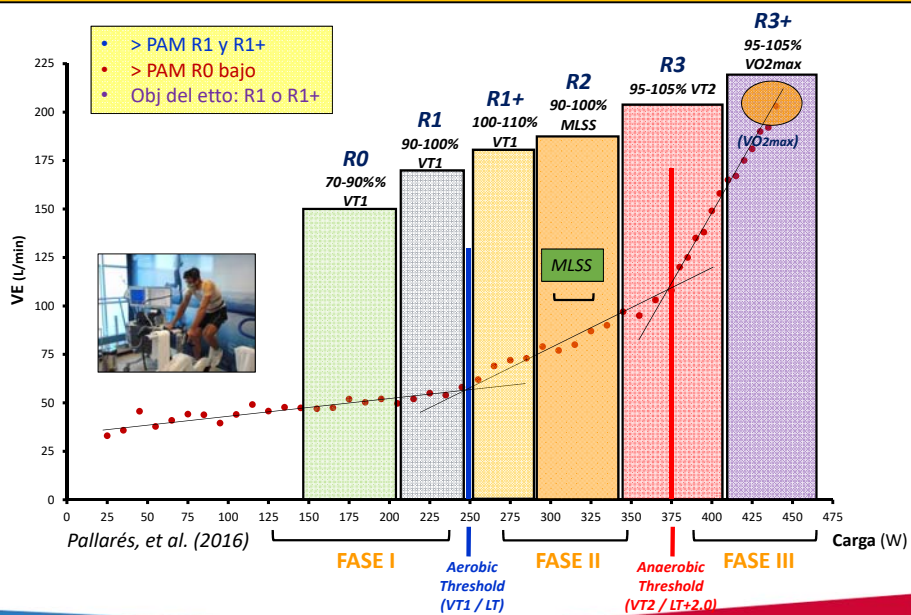 • > PAM R1 y R1+
• > PAM R0 bajo
• Obj del etto: R1 o R1+
R0
70-90%% VT1
R1
90-100% VT1
R1+
100-110% VT1
R2
90-100% MLSS
R3
95-105% VT2
R3+
95-105% VO2max
(VO2max)
MLSS
VE (L/min)
225
200
175
150
125
100
75
50
25
0
0 25 50 75 100 125 150 175 200 225 250 275 300 325 350 375 400 425 450 475
Carga (W)
Pallarés, et al. (2016)
FASE I
Aerobic
Threshold
(VT1 / LT)
FASE II
Anaerobic
Threshold
(VT2 / LT+2.0)
FASE III